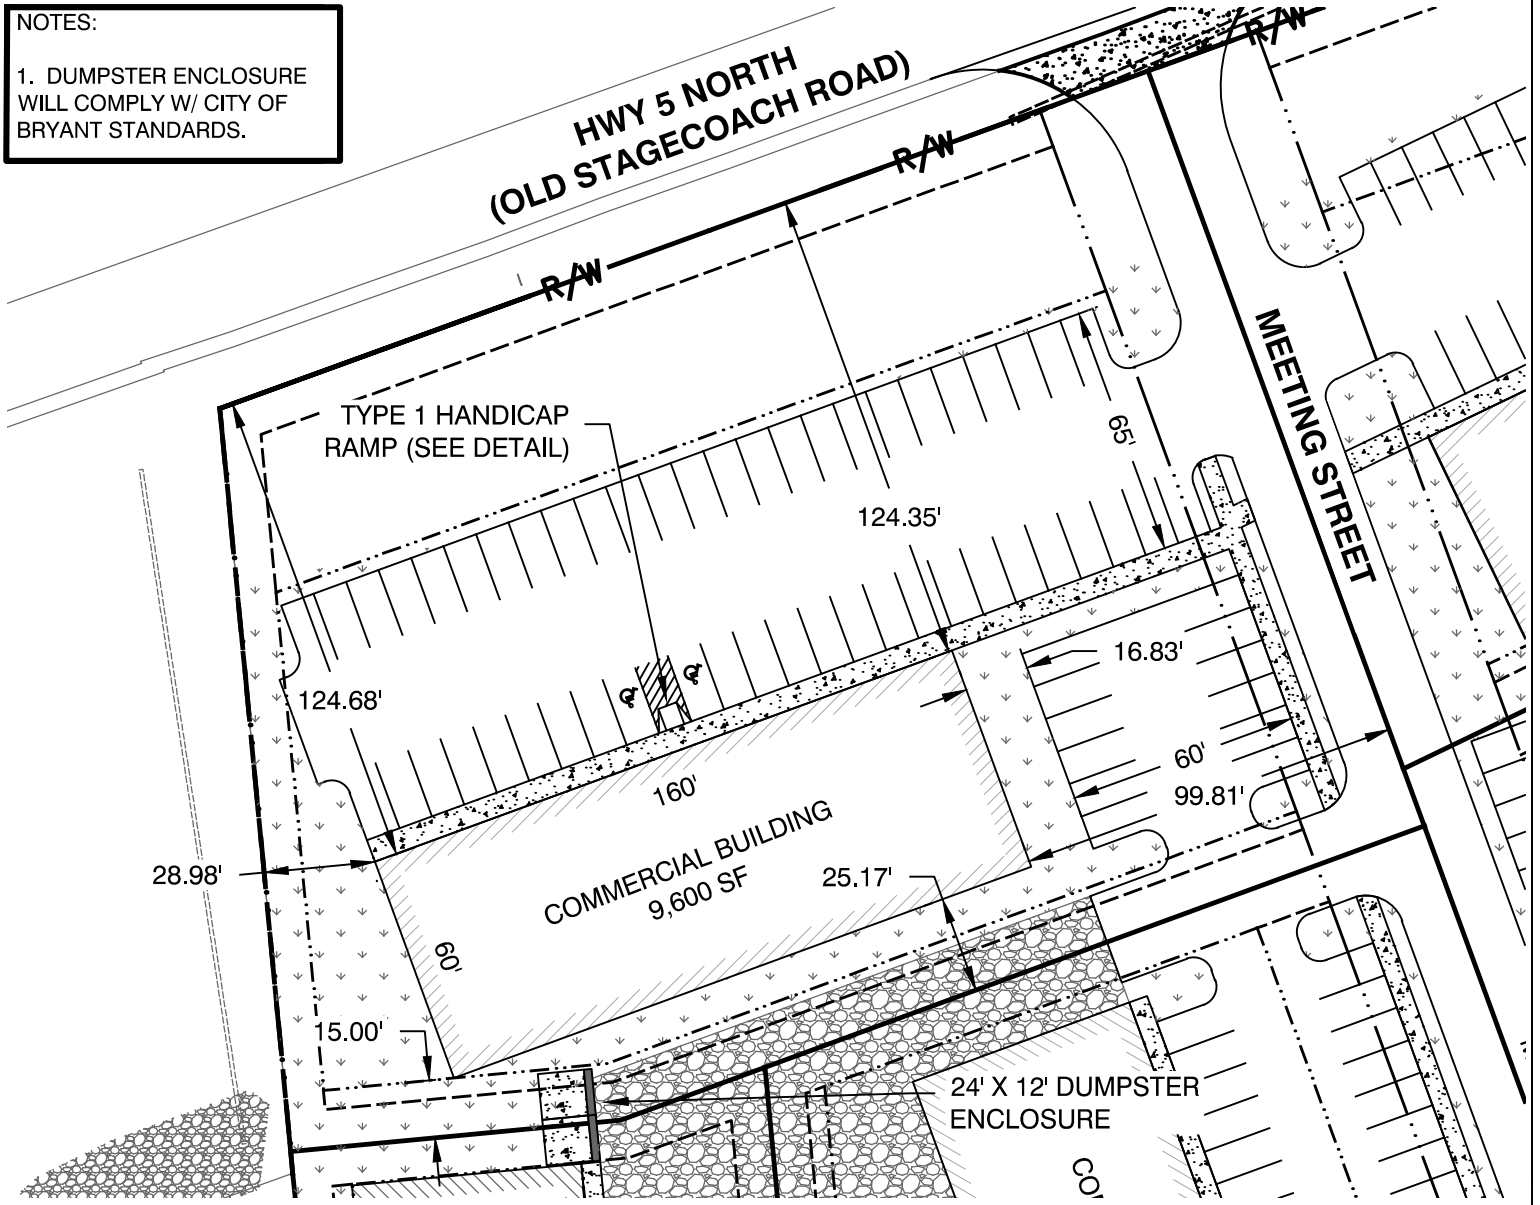 NOTES:
1. DUMPSTER ENCLOSURE
WILL COMPLY W/ CITY OF
BRYANT STANDARDS.
HWY 5 NORTH
(OLD STAGECOACH ROAD)
R/W
R/W
R/W
TYPE 1 HANDICAP
RAMP (SEE DETAIL)
MEETING STREET
65'
124.35'
124.68'
16.83'
60'
99.81'
160'
COMMERCIAL BUILDING
9,600 SF
28.98'
25.17'
60'
15.00'
24' X 12' DUMPSTER
ENCLOSURE